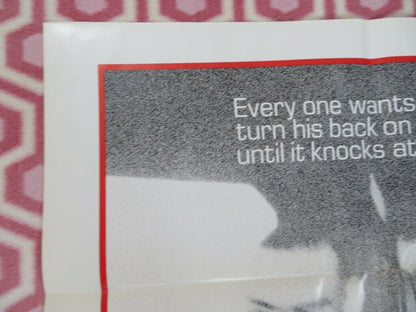 Every one wants
turn his back on
until it knocks at